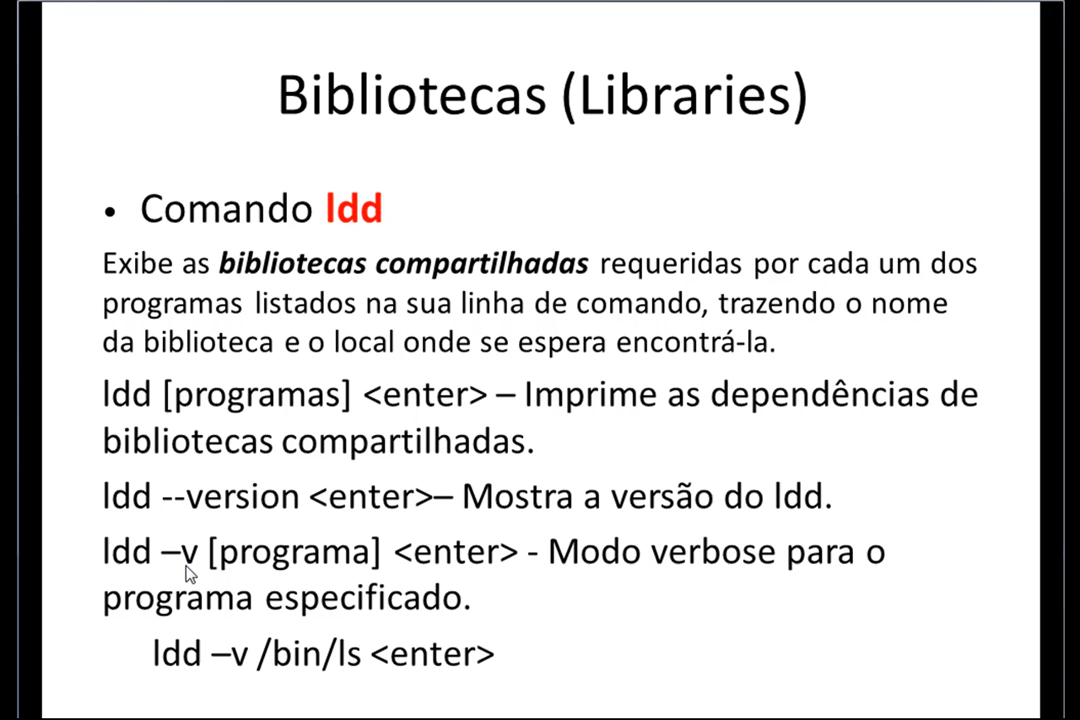 Bibliotecas (Libraries)
• Comando ldd
Exibe as bibliotecas compartilhadas requeridas por cada um dos
programas listados na sua linha de comando, trazendo o nome
da biblioteca e o local onde se espera encontrá-la.
ldd [programas] <enter> – Imprime as dependências de
bibliotecas compartilhadas.
ldd --version <enter>– Mostra a versão do ldd.
ldd –v [programa] <enter> - Modo verbose para o
programa especificado.
ldd –v /bin/ls <enter>